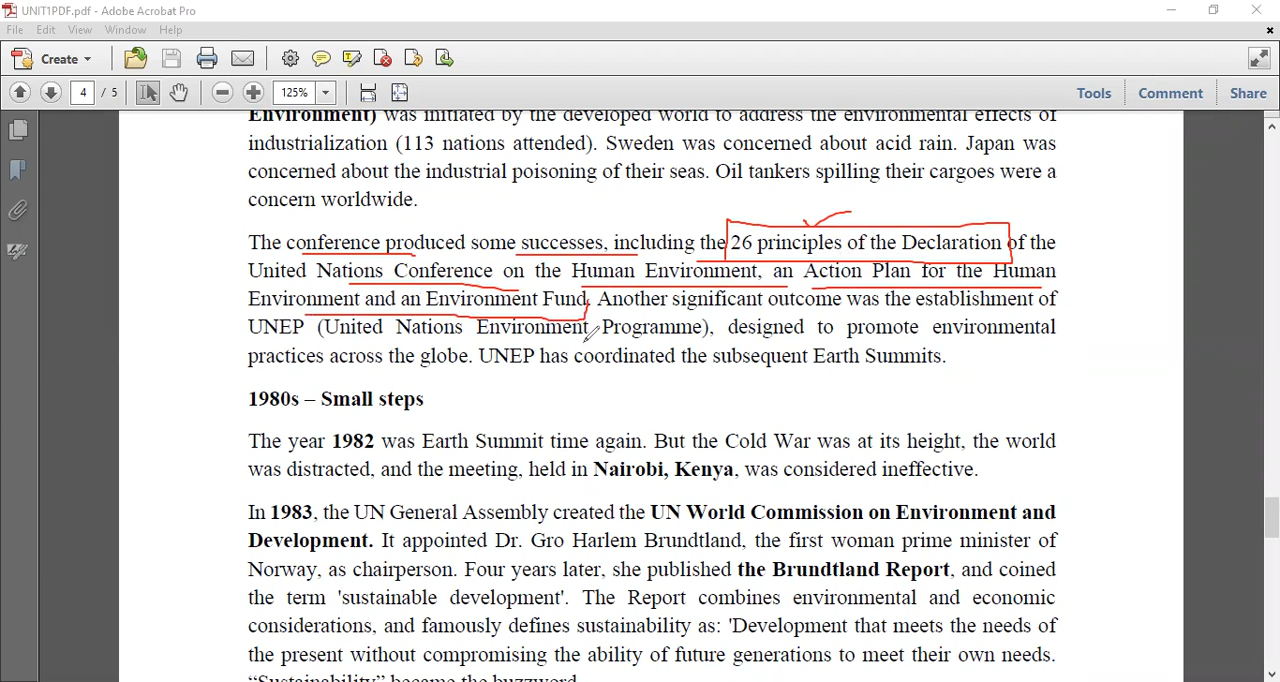 UNIT1PDF.pdf - Adobe Acrobat Pro
File Edit View Window Help
Create
4 / 5 125% Tools Comment Share
Environment) was initiated by the developed world to address the environmental effects of
industrialization (113 nations attended). Sweden was concerned about acid rain. Japan was
concerned about the industrial poisoning of their seas. Oil tankers spilling their cargoes were a
concern worldwide.
The conference produced some successes, including the 26 principles of the Declaration of the
United Nations Conference on the Human Environment, an Action Plan for the Human
Environment and an Environment Fund. Another significant outcome was the establishment of
UNEP (United Nations Environment Programme), designed to promote environmental
practices across the globe. UNEP has coordinated the subsequent Earth Summits.
1980s – Small steps
The year 1982 was Earth Summit time again. But the Cold War was at its height, the world
was distracted, and the meeting, held in Nairobi, Kenya, was considered ineffective.
In 1983, the UN General Assembly created the UN World Commission on Environment and
Development. It appointed Dr. Gro Harlem Brundtland, the first woman prime minister of
Norway, as chairperson. Four years later, she published the Brundtland Report, and coined
the term 'sustainable development'. The Report combines environmental and economic
considerations, and famously defines sustainability as: 'Development that meets the needs of
the present without compromising the ability of future generations to meet their own needs.
“Sustainability” became the buzzword